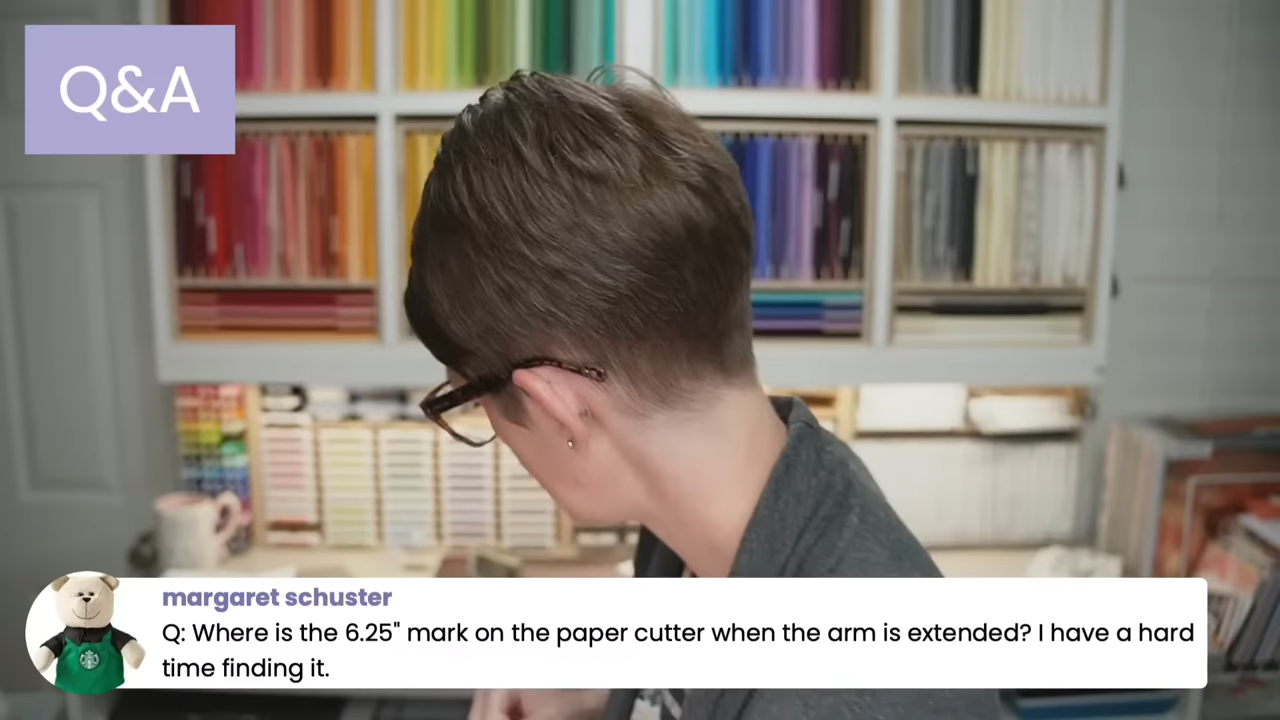 Q&A
margaret schuster
Q: Where is the 6.25" mark on the paper cutter when the arm is extended? I have a hard
time finding it.